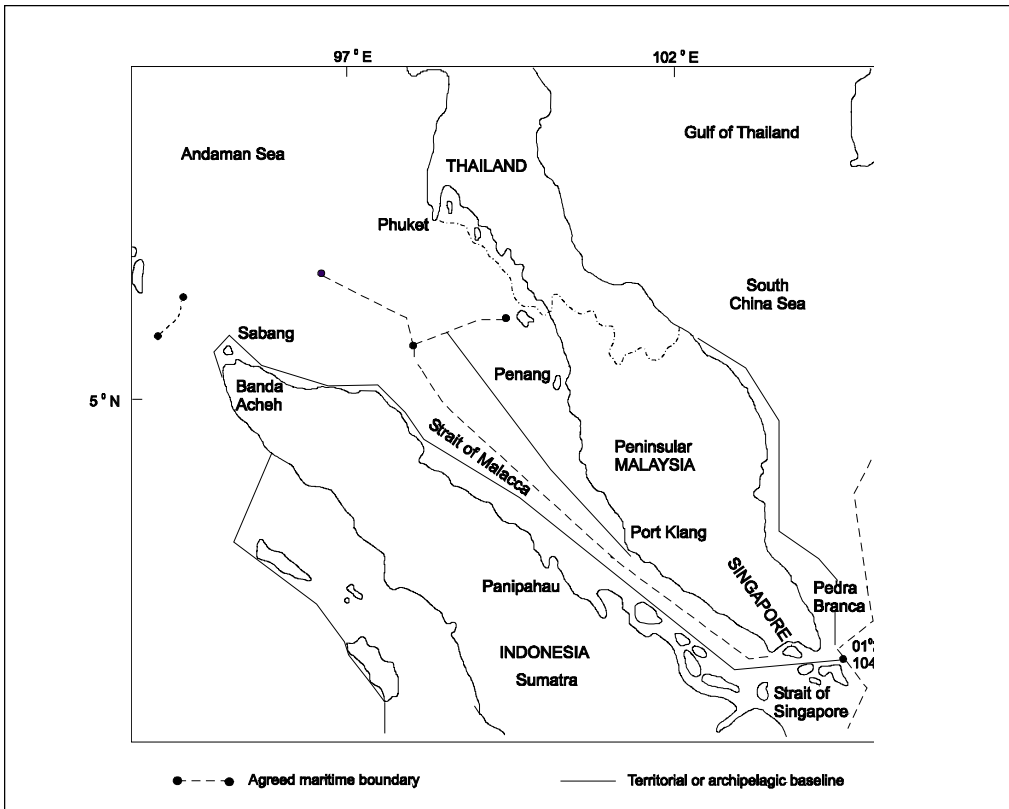 97° E
102° E
Andaman Sea
Gulf of Thailand
THAILAND
Phuket
South
China Sea
Sabang
Penang
Banda
Acheh
5° N
Strait of Malacca
Peninsular
MALAYSIA
Port Klang
SINGAPORE
Panipahau
Pedra
Branca
INDONESIA
Sumatra
01°
104
Strait of
Singapore
Agreed maritime boundary
Territorial or archipelagic baseline